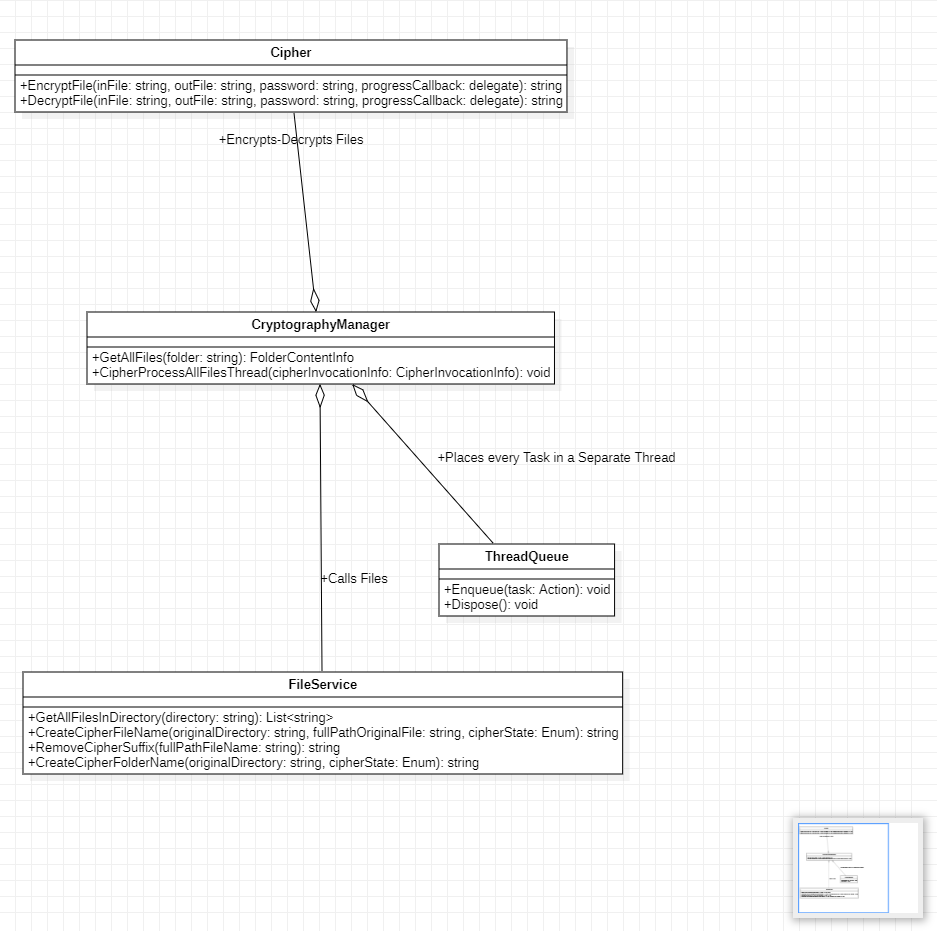 Cipher
+EncryptFile(inFile: string, outFile: string, password: string, progressCallback: delegate): string
+DecryptFile(inFile: string, outFile: string, password: string, progressCallback: delegate): string
+Encrypts-Decrypts Files
CryptographyManager
+GetAllFiles(folder: string): FolderContentInfo
+CipherProcessAllFilesThread(cipherInvocationInfo: CipherInvocationInfo): void
+Places every Task in a Separate Thread
ThreadQueue
+Enqueue(task: Action): void
+Dispose(): void
+Calls Files
FileService
+GetAllFilesInDirectory(directory: string): List<string>
+CreateCipherFileName(originalDirectory: string, fullPathOriginalFile: string, cipherState: Enum): string
+RemoveCipherSuffix(fullPathFileName: string): string
+CreateCipherFolderName(originalDirectory: string, cipherState: Enum): string